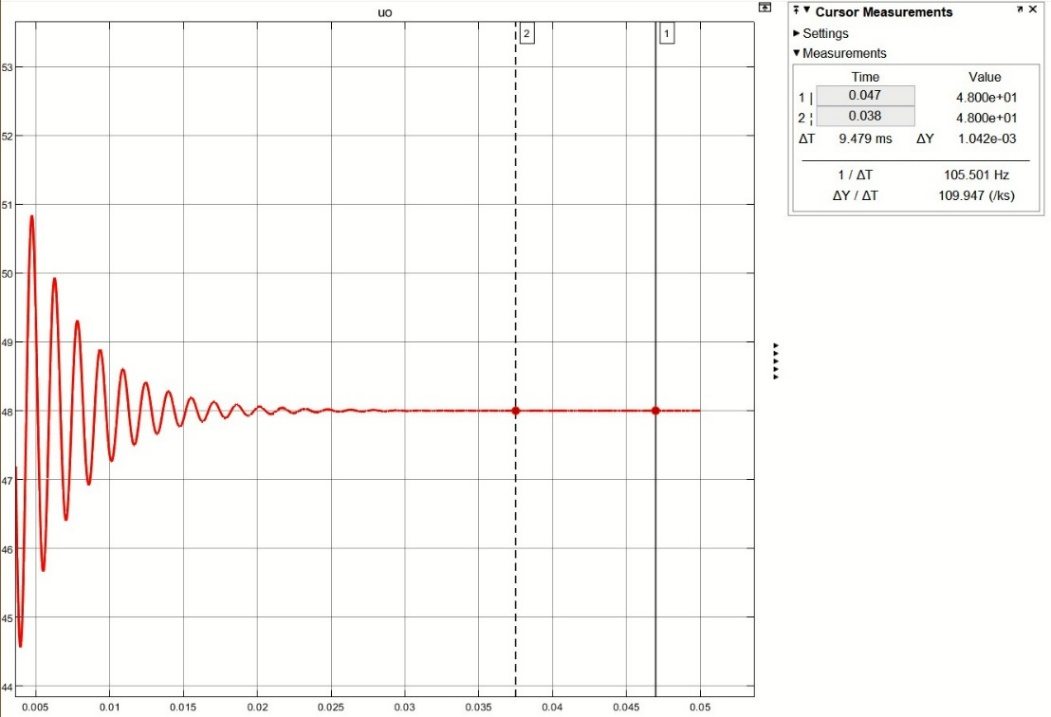 uo
53
52
51
50
49
48
47
46
45
44
0.005 0.01 0.015 0.02 0.025 0.03 0.035 0.04 0.045 0.05
2
1
Cursor Measurements
Settings
Measurements
Time Value
1 | 0.047 4.800e+01
2 ¦ 0.038 4.800e+01
ΔT 9.479 ms ΔY 1.042e-03
1 / ΔT 105.501 Hz
ΔY / ΔT 109.947 (/ks)